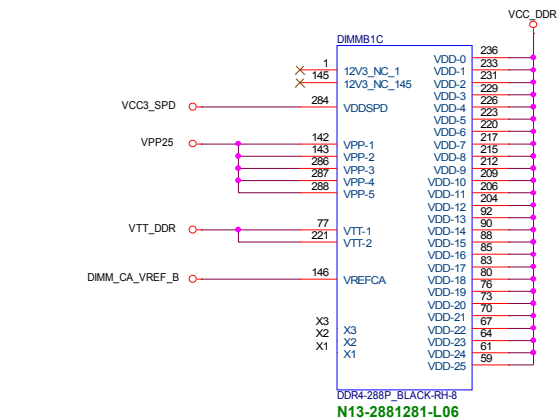 VCC_DDR
DIMMB1C
1 12V3_NC_1
145 12V3_NC_145
VCC3_SPD 284 VDDSPD
VPP25 142 VPP-1
143 VPP-2
286 VPP-3
287 VPP-4
288 VPP-5
VTT_DDR 77 VTT-1
221 VTT-2
DIMM_CA_VREF_B 146 VREFCA
X3 X3
X2 X2
X1 X1
VDD-0 236
VDD-1 233
VDD-2 231
VDD-3 229
VDD-4 226
VDD-5 223
VDD-6 220
VDD-7 217
VDD-8 215
VDD-9 212
VDD-10 209
VDD-11 206
VDD-12 204
VDD-13 92
VDD-14 90
VDD-15 88
VDD-16 85
VDD-17 83
VDD-18 80
VDD-19 76
VDD-20 73
VDD-21 70
VDD-22 67
VDD-23 64
VDD-24 61
VDD-25 59
DDR4-288P_BLACK-RH-8
N13-2881281-L06